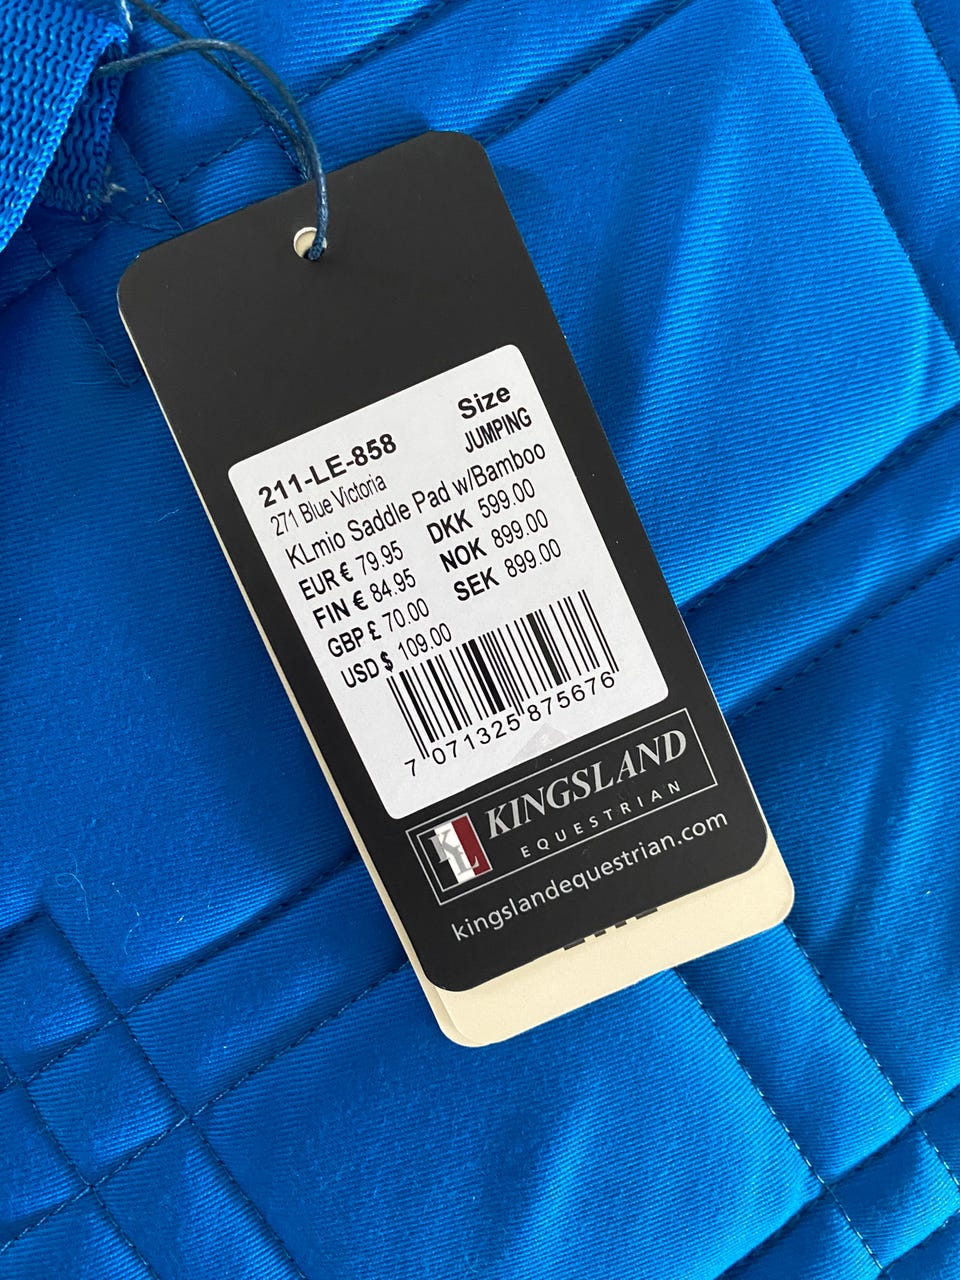 211-LE-858 Size
271 Blue Victoria JUMPING
KLmio Saddle Pad w/Bamboo
EUR € 79.95 DKK 599.00
FIN € 84.95 NOK 899.00
GBP £ 70.00 SEK 899.00
USD $ 109.00
7 071325 875676
KL KINGSLAND
EQUESTRIAN
kingslandequestrian.com